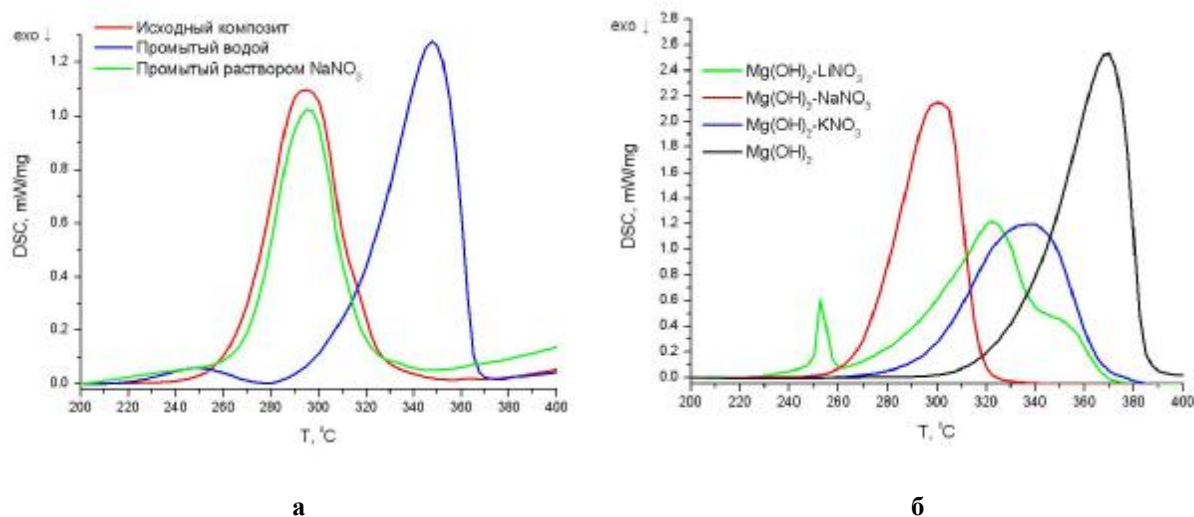 exo ↓
Исходный композит
Промытый водой
Промытый раствором NaNO₃
DSC, mW/mg
1.2
1.0
0.8
0.6
0.4
0.2
0.0
200 220 240 260 280 300 320 340 360 380 400
T, °C
а
exo ↓
Mg(OH)₂-LiNO₃
Mg(OH)₂-NaNO₃
Mg(OH)₂-KNO₃
Mg(OH)₂
DSC, mW/mg
2.8
2.6
2.4
2.2
2.0
1.8
1.6
1.4
1.2
1.0
0.8
0.6
0.4
0.2
0.0
200 220 240 260 280 300 320 340 360 380 400
T, °C
б